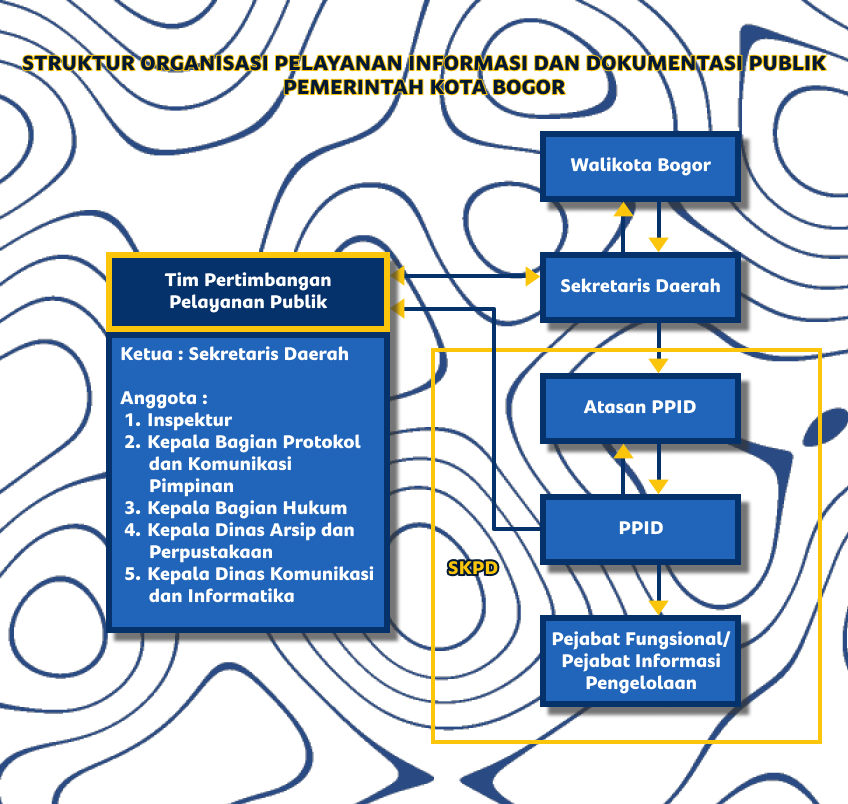 STRUKTUR ORGANISASI PELAYANAN INFORMASI DAN DOKUMENTASI PUBLIK
PEMERINTAH KOTA BOGOR
Walikota Bogor
Tim Pertimbangan
Pelayanan Publik
Sekretaris Daerah
Ketua : Sekretaris Daerah
Anggota :
1. Inspektur
2. Kepala Bagian Protokol
dan Komunikasi
Pimpinan
3. Kepala Bagian Hukum
4. Kepala Dinas Arsip dan
Perpustakaan
5. Kepala Dinas Komunikasi
dan Informatika
Atasan PPID
PPID
SKPD
Pejabat Fungsional/
Pejabat Informasi
Pengelolaan